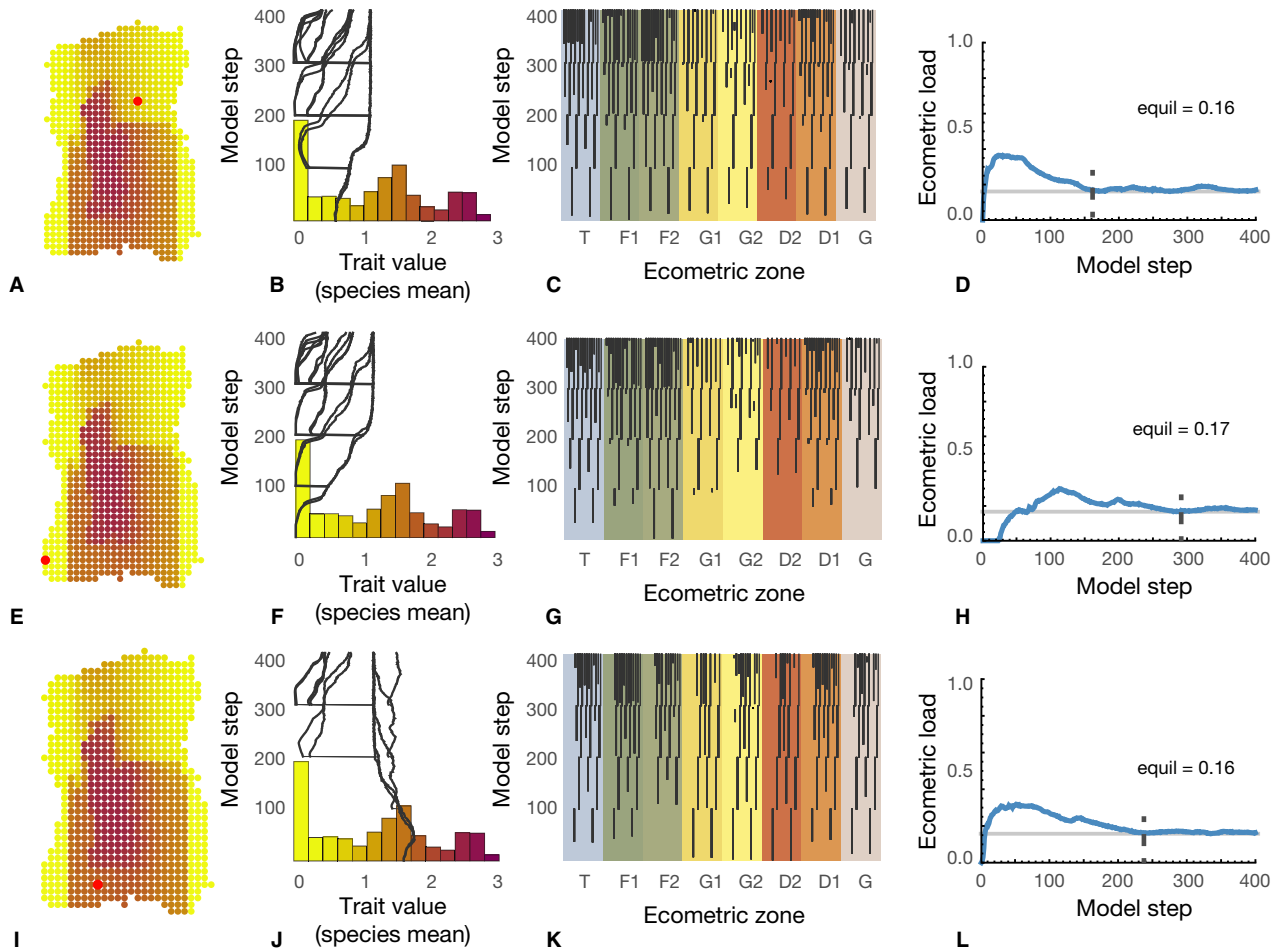 400
300
200
100
Model step
0 1 2 3
Trait value
(species mean)
400
300
200
100
Model step
T F1 F2 G1 G2 D2 D1 G
Ecometric zone
1.0
0.5
0.0
Ecometric load
equil = 0.16
0 100 200 300 400
Model step
A B C D
400
300
200
100
Model step
0 1 2 3
Trait value
(species mean)
400
300
200
100
Model step
T F1 F2 G1 G2 D2 D1 G
Ecometric zone
1.0
0.5
0.0
Ecometric load
equil = 0.17
0 100 200 300 400
Model step
E F G H
400
300
200
100
Model step
0 1 2 3
Trait value
(species mean)
400
300
200
100
Model step
T F1 F2 G1 G2 D2 D1 G
Ecometric zone
1.0
0.5
0.0
Ecometric load
equil = 0.16
0 100 200 300 400
Model step
I J K L